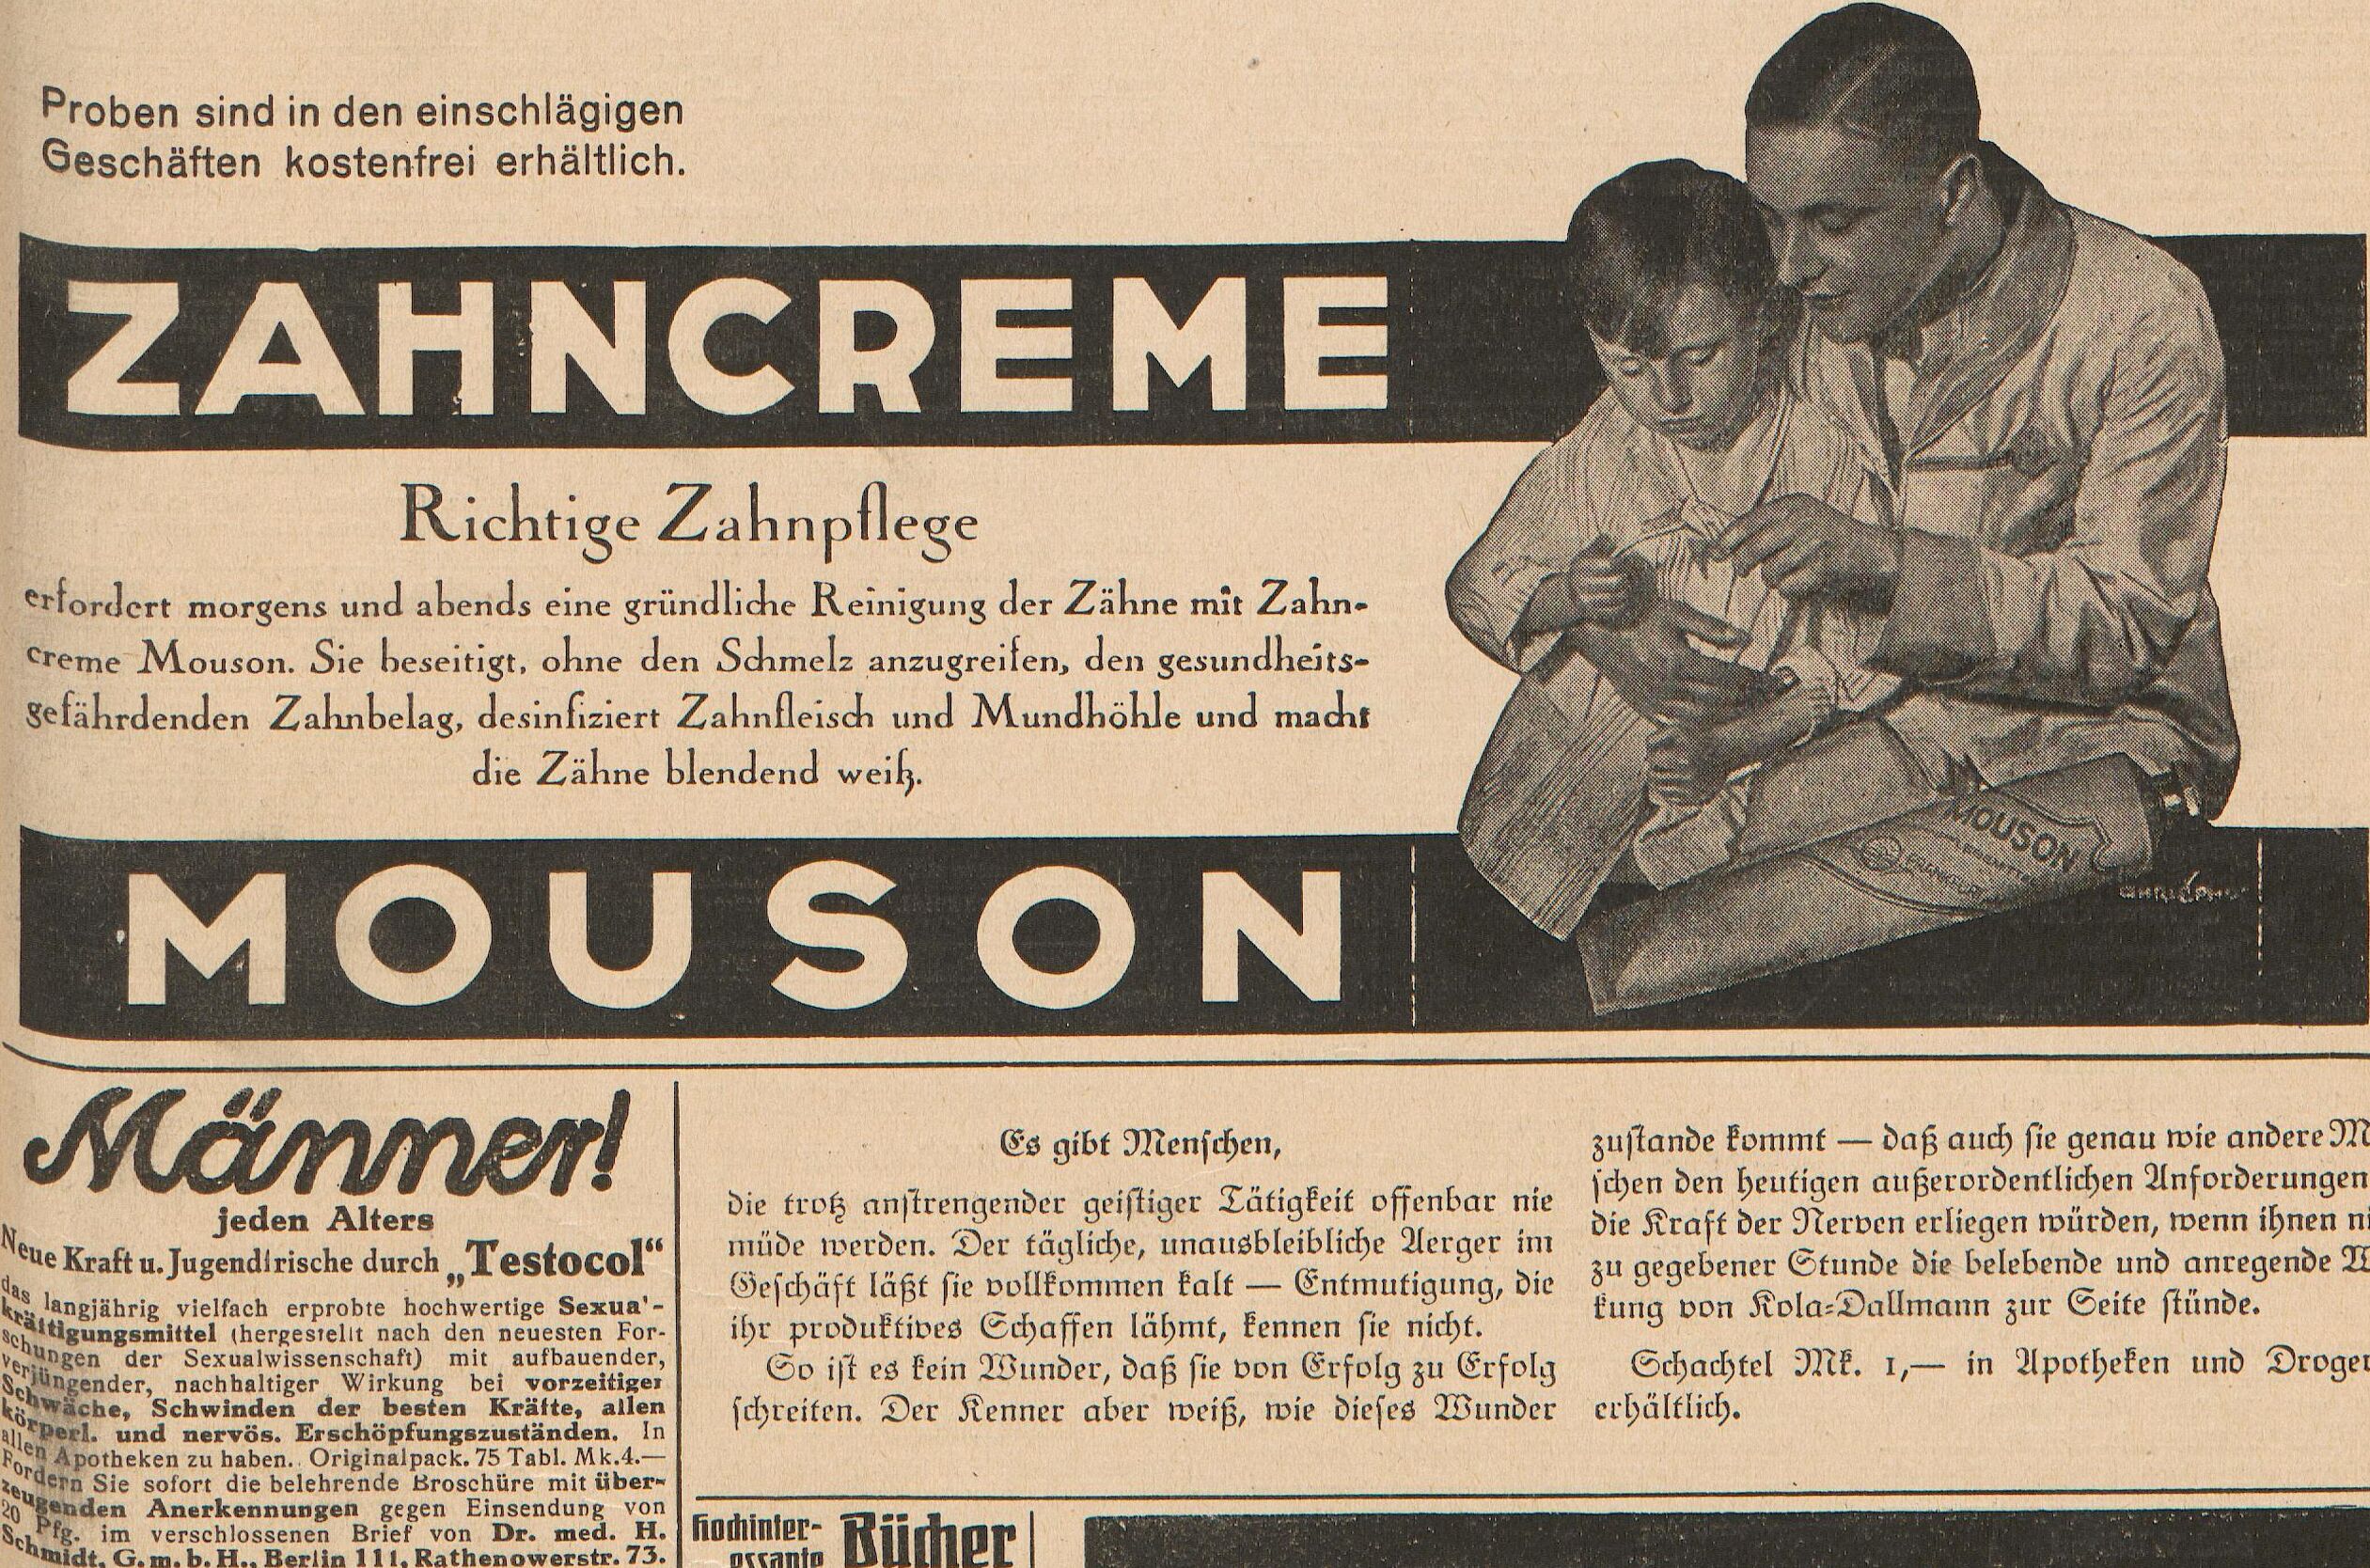 Proben sind in den einschlägigen
Geschäften kostenfrei erhältlich.
ZAHNCREME
Richtige Zahnpflege
erfordert morgens und abends eine gründliche Reinigung der Zähne mit Zahn-
creme Mouson. Sie beseitigt, ohne den Schmelz anzugreifen, den gesundheits-
gefährdenden Zahnbelag, desinfiziert Zahnfleisch und Mundhöhle und macht
die Zähne blendend weiß.
MOUSON
MOUSON
Männer!
jeden Alters
Neue Kraft u. Jugendfrische durch „Testocol“
das langjährig vielfach erprobte hochwertige Sexua'-
kräftigungsmittel (hergestellt nach den neuesten For-
schungen der Sexualwissenschaft) mit aufbauender,
verjüngender, nachhaltiger Wirkung bei vorzeitiger
Schwäche, Schwinden der besten Kräfte, allen
körperl. und nervös. Erschöpfungszuständen. In
allen Apotheken zu haben. Originalpack. 75 Tabl. Mk. 4.—
Fordern Sie sofort die belehrende Broschüre mit über-
zeugenden Anerkennungen gegen Einsendung von
20 Pfg. im verschlossenen Brief von Dr. med. H.
Schmidt, G. m. b. H., Berlin 111, Rathenowerstr. 73.
Es gibt Menschen,
die trotz anstrengender geistiger Tätigkeit offenbar nie
müde werden. Der tägliche, unausbleibliche Aerger im
Geschäft läßt sie vollkommen kalt — Entmutigung, die
ihr produktives Schaffen lähmt, kennen sie nicht.
So ist es kein Wunder, daß sie von Erfolg zu Erfolg
schreiten. Der Kenner aber weiß, wie dieses Wunder
zustande kommt — daß auch sie genau wie andere M
schen den heutigen außerordentlichen Anforderungen
die Kraft der Nerven erliegen würden, wenn ihnen ni
zu gegebener Stunde die belebende und anregende W
kung von Kola-Dallmann zur Seite stünde.
Schachtel Mk. 1,— in Apotheken und Droger
erhältlich.
Hochinter-
essante Bücher